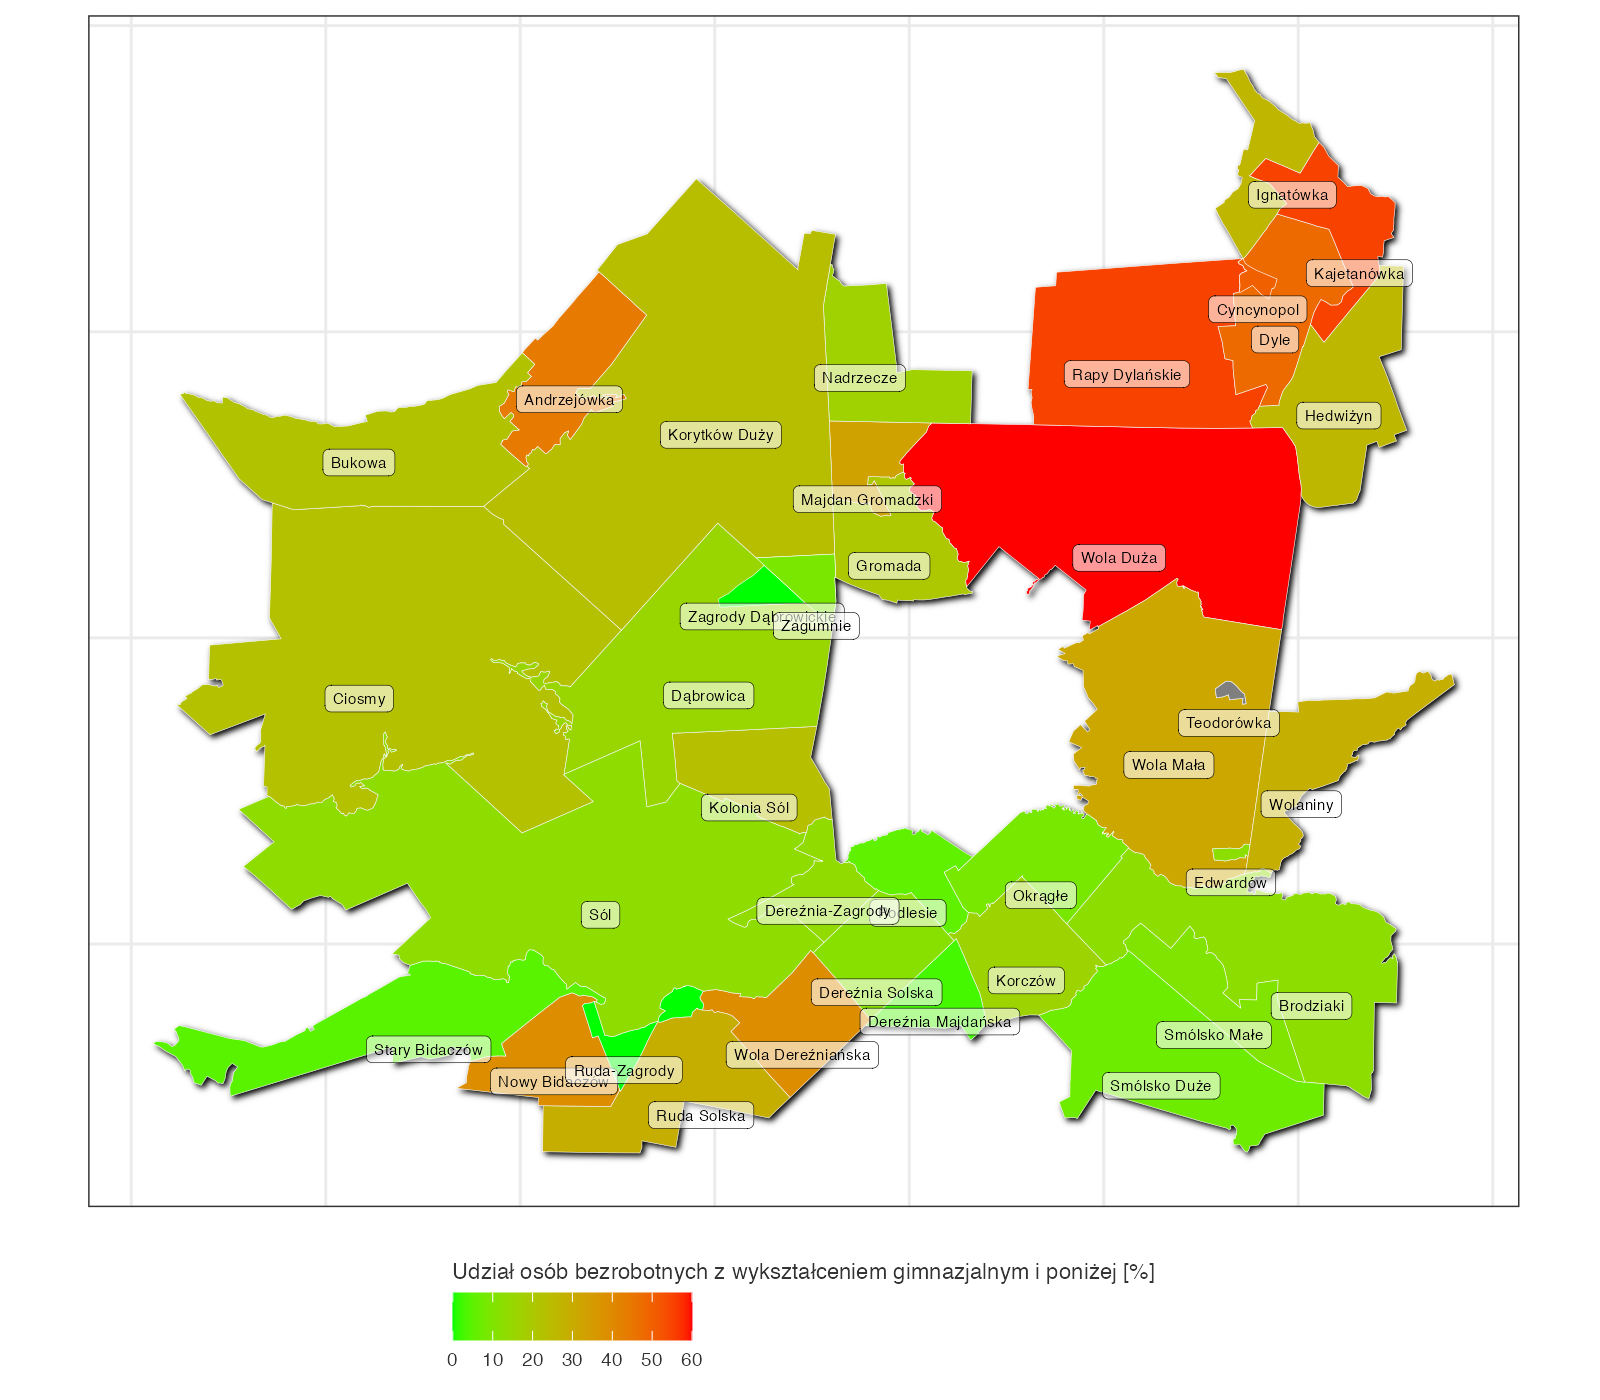 Ignatówka
Kajetanówka
Cyncynopol
Dyle
Nadrzecze
Rapy Dylańskie
Andrzejówka
Hedwiżyn
Korytków Duży
Bukowa
Majdan Gromadzki
Wola Duża
Gromada
Zagrody Dąbrowickie
Zagumnie
Dąbrowica
Ciosmy
Teodorówka
Wola Mała
Wolaniny
Kolonia Sól
Edwardów
Okrągłe
Dereźnia-Zagrody
Podlesie
Sól
Korczów
Dereźnia Solska
Brodziaki
Dereźnia Majdańska
Smólsko Małe
Stary Bidaczów
Wola Dereźniańska
Ruda-Zagrody
Nowy Bidaczów
Smólsko Duże
Ruda Solska
Udział osób bezrobotnych z wykształceniem gimnazjalnym i poniżej [%]
0 10 20 30 40 50 60